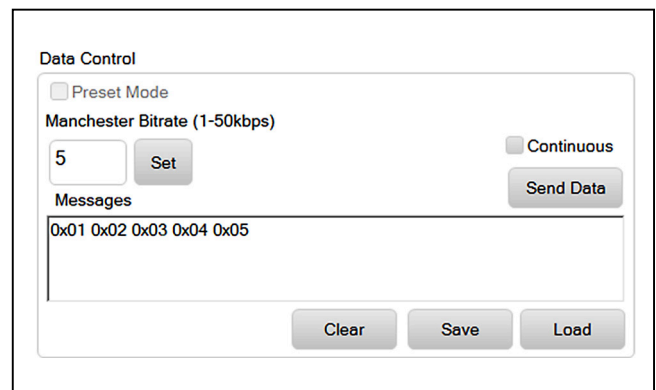 Data Control
Preset Mode
Manchester Bitrate (1-50kbps)
5
Set
Continuous
Send Data
Messages
0x01 0x02 0x03 0x04 0x05
Clear
Save
Load